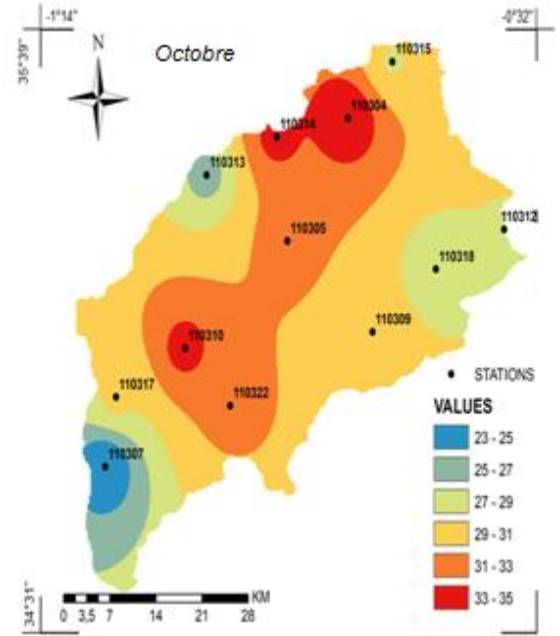 -1°14"
-0°32"
35°39"
N
Octobre
110315
110304
110314
110313
110312
110305
110318
110309
110310
110317
110322
110307
STATIONS
VALUES
23 - 25
25 - 27
27 - 29
29 - 31
31 - 33
33 - 35
34°31"
KM
0 3,5 7 14 21 28